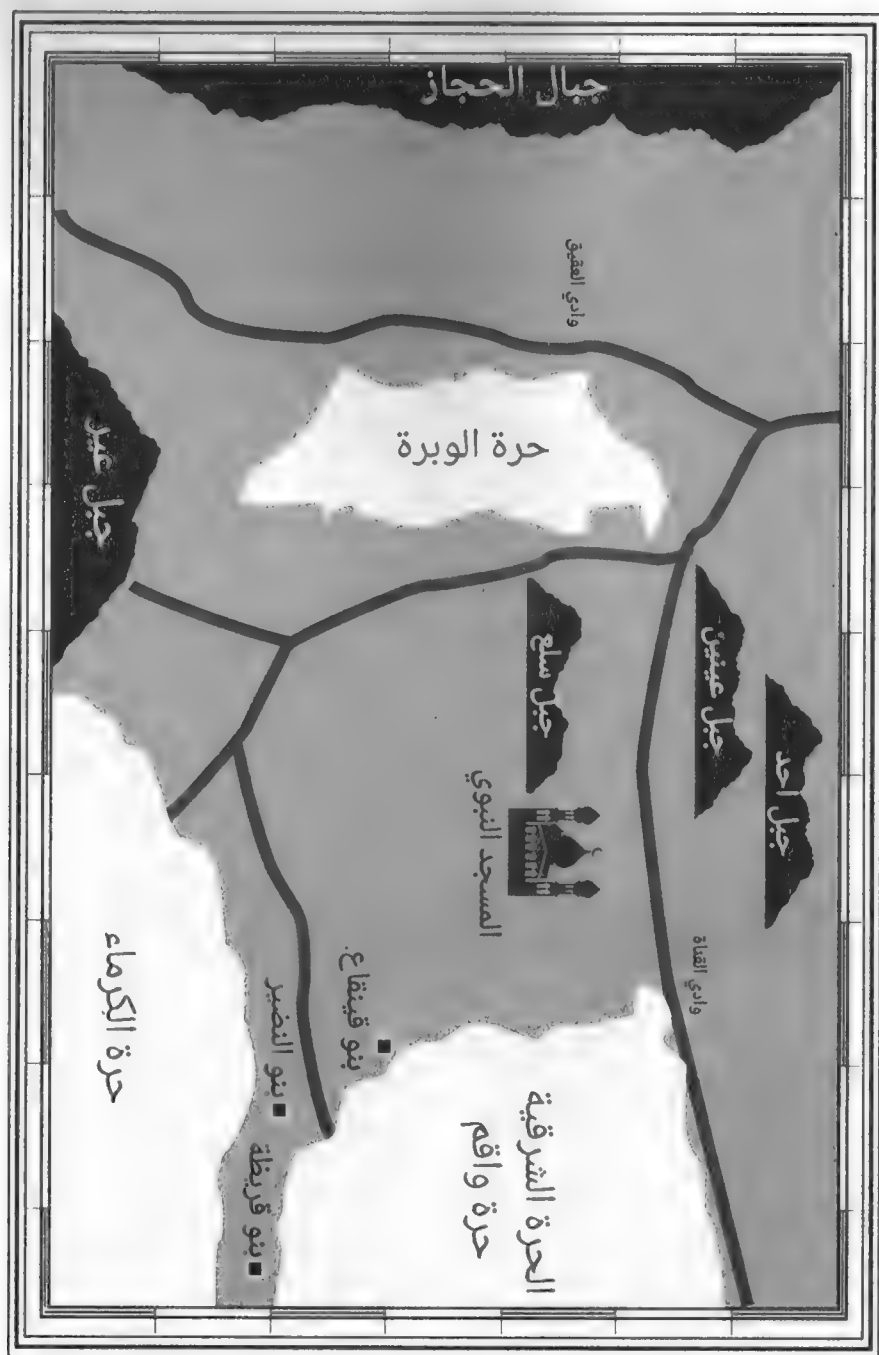 جبال الحجاز
وادي العقيق
حرة الوبرة
جبل عير
جبل سلع
جبل عينين
جبل احد
المسجد النبوي
وادي القناة
بنو قينقاع.
بنو النضير
بنو قريظة
حرة الكرماء
الحرة الشرقية
حرة واقم